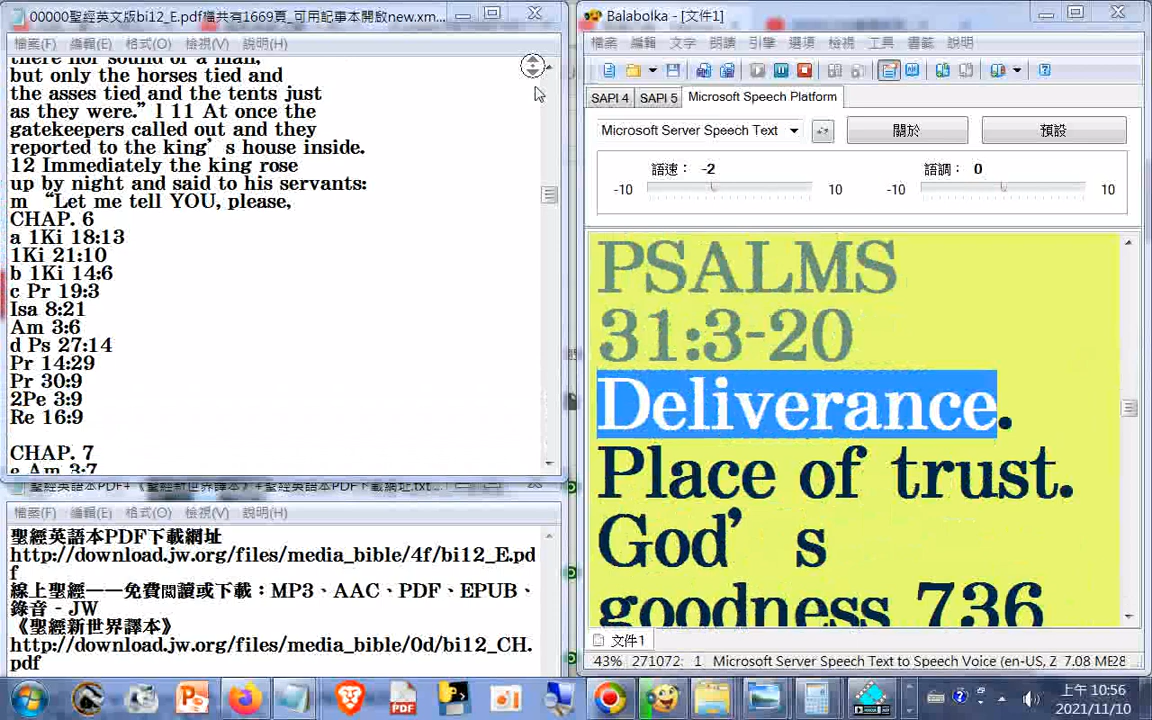 00000聖經英文版bi12_E.pdf檔共有1669頁_可用記事本開啟new.xm...
檔案(F) 編輯(E) 格式(O) 檢視(V) 說明(H)
there nor sound of a man,
but only the horses tied and
the asses tied and the tents just
as they were.” l 11 At once the
gatekeepers called out and they
reported to the king’s house inside.
12 Immediately the king rose
up by night and said to his servants:
m “Let me tell YOU, please,
CHAP. 6
a 1Ki 18:13
1Ki 21:10
b 1Ki 14:6
c Pr 19:3
Isa 8:21
Am 3:6
d Ps 27:14
Pr 14:29
Pr 30:9
2Pe 3:9
Re 16:9
CHAP. 7
e Am 3:7
聖經英語本PDF+《聖經新世界譯本》+聖經英語本PDF下載網址.txt...
檔案(F) 編輯(E) 格式(O) 檢視(V) 說明(H)
聖經英語本PDF下載網址
http://download.jw.org/files/media_bible/4f/bi12_E.pd
f
線上聖經——免費閱讀或下載：MP3、AAC、PDF、EPUB、
錄音 - JW
《聖經新世界譯本》
http://download.jw.org/files/media_bible/0d/bi12_CH.
pdf
Balabolka - [文件1]
檔案 編輯 文字 朗讀 引擎 選項 檢視 工具 書籤 說明
SAPI 4 SAPI 5 Microsoft Speech Platform
Microsoft Server Speech Text 關於 預設
語速： -2 語調： 0
-10 10 -10 10
PSALMS
31:3-20
Deliverance.
Place of trust.
God’s
goodness 736
文件1
43% 271072: 1 Microsoft Server Speech Text to Speech Voice (en-US, Z 7.08 ME28
PDF
上午 10:56
2021/11/10